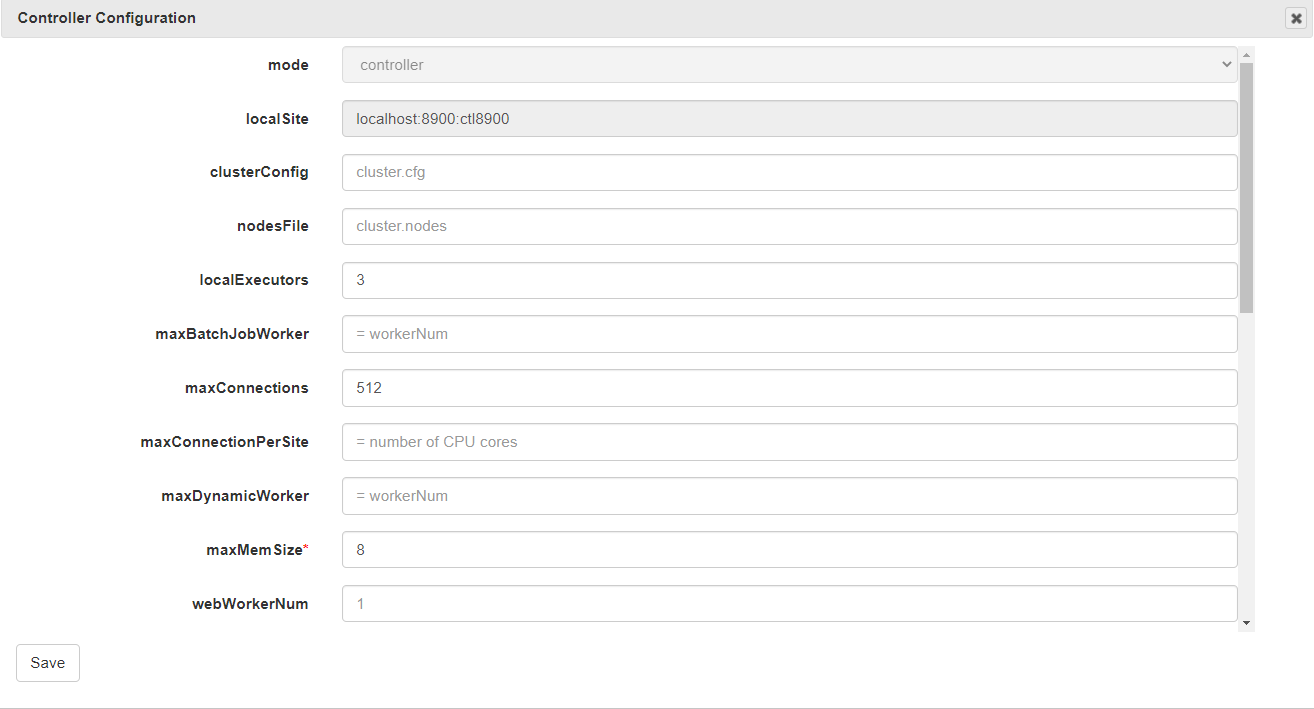 Controller Configuration
mode controller
localSite localhost:8900:ctl8900
clusterConfig cluster.cfg
nodesFile cluster.nodes
localExecutors 3
maxBatchJobWorker = workerNum
maxConnections 512
maxConnectionPerSite = number of CPU cores
maxDynamicWorker = workerNum
maxMemSize* 8
webWorkerNum 1
Save